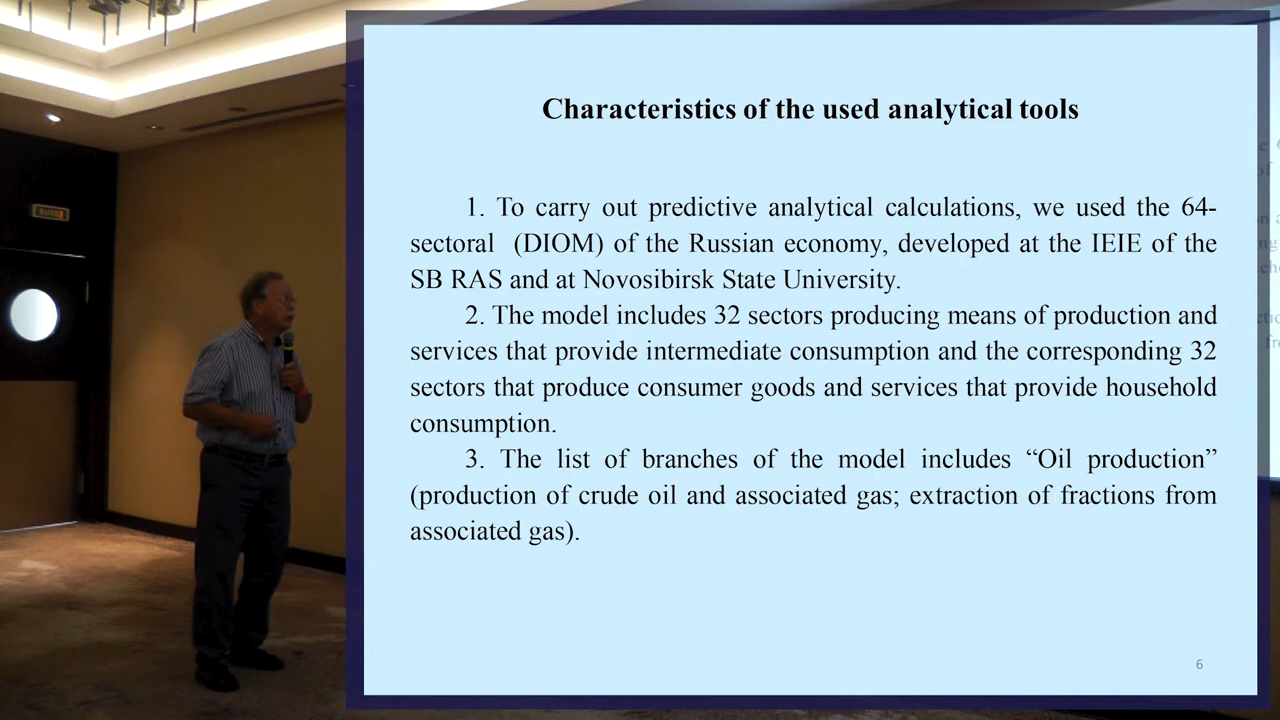 Characteristics of the used analytical tools
1. To carry out predictive analytical calculations, we used the 64-
sectoral (DIOM) of the Russian economy, developed at the IEIE of the
SB RAS and at Novosibirsk State University.
2. The model includes 32 sectors producing means of production and
services that provide intermediate consumption and the corresponding 32
sectors that produce consumer goods and services that provide household
consumption.
3. The list of branches of the model includes “Oil production”
(production of crude oil and associated gas; extraction of fractions from
associated gas).
6